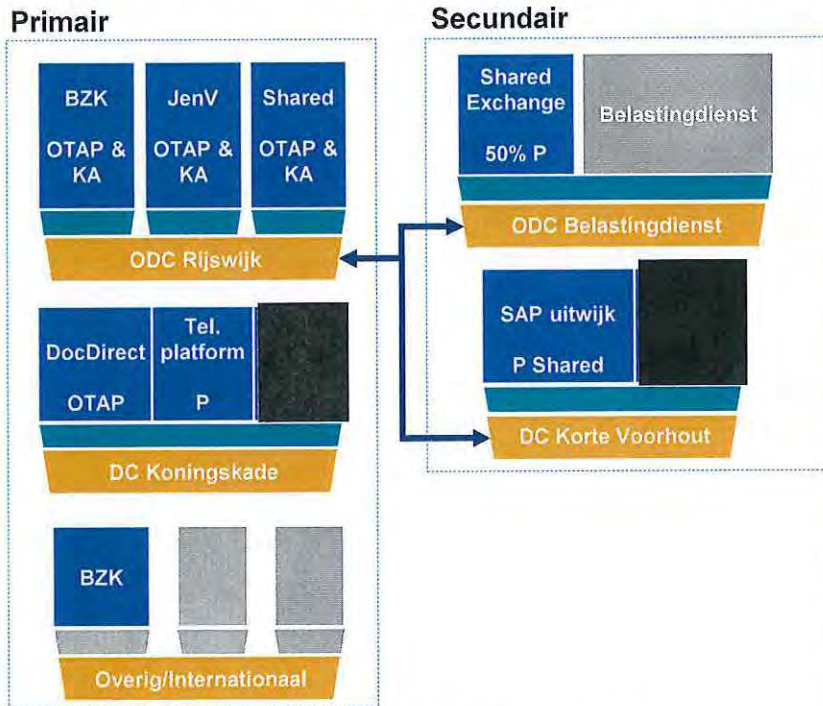 Primair
BZK
OTAP &
KA
JenV
OTAP &
KA
Shared
OTAP &
KA
ODC Rijswijk
DocDirect
OTAP
Tel.
platform
P
DC Koningskade
BZK
Overig/Internationaal
Secundair
Shared
Exchange
50% P
Belastingdienst
ODC Belastingdienst
SAP uitwijk
P Shared
DC Korte Voorhout